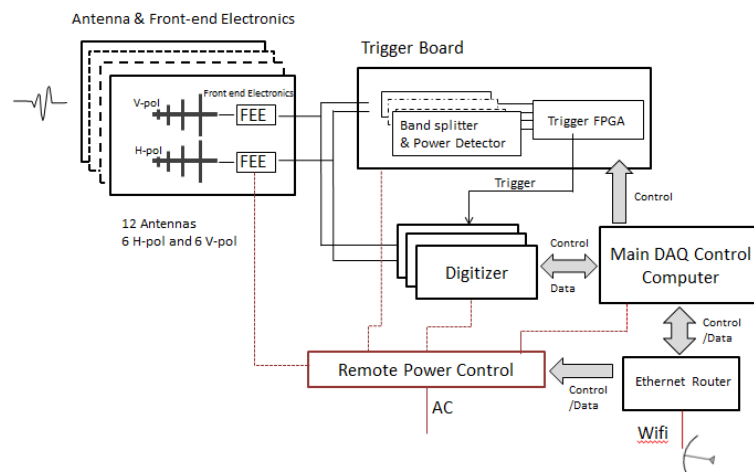 Antenna & Front-end Electronics
Trigger Board
Front end Electronics
V-pol
FEE
H-pol
FEE
Band splitter
& Power Detector
Trigger FPGA
Trigger
Control
12 Antennas
6 H-pol and 6 V-pol
Digitizer
Control
Data
Main DAQ Control
Computer
Control
/Data
Remote Power Control
Control
/Data
Ethernet Router
AC
Wifi